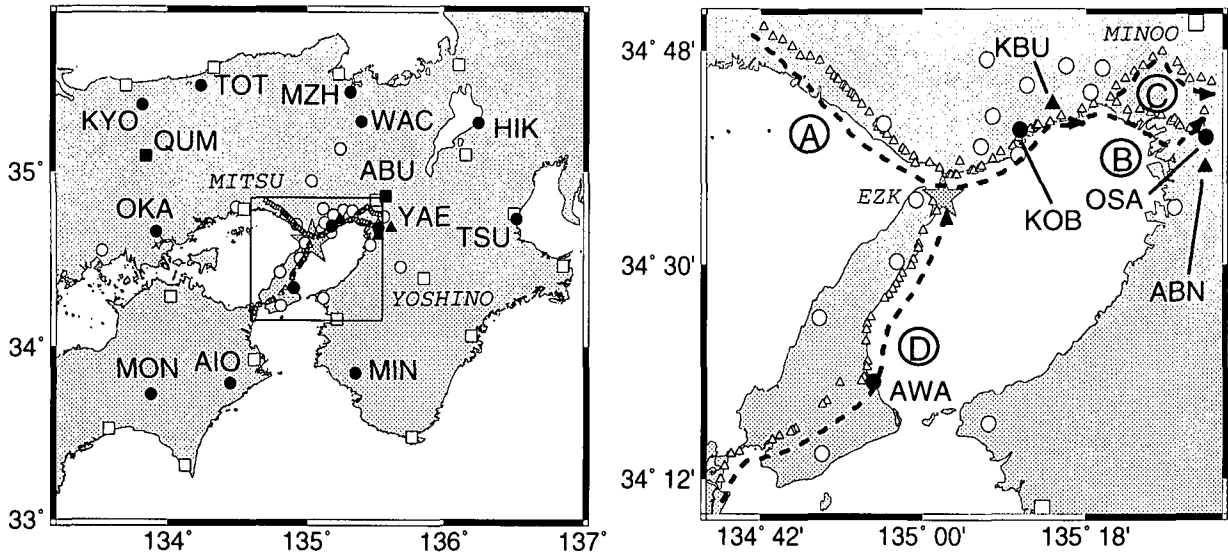 TOT
MZH
KYO
WAC
HIK
QUM
35°
MITSU
ABU
OKA
YAE
TSU
YOSHINO
34°
MON
AIO
MIN
33°
134°
135°
136°
137°
34° 48'
MINOO
KBU
A
C
B
EZK
KOB
OSA
34° 30'
ABN
D
AWA
34° 12'
134° 42'
135° 00'
135° 18'